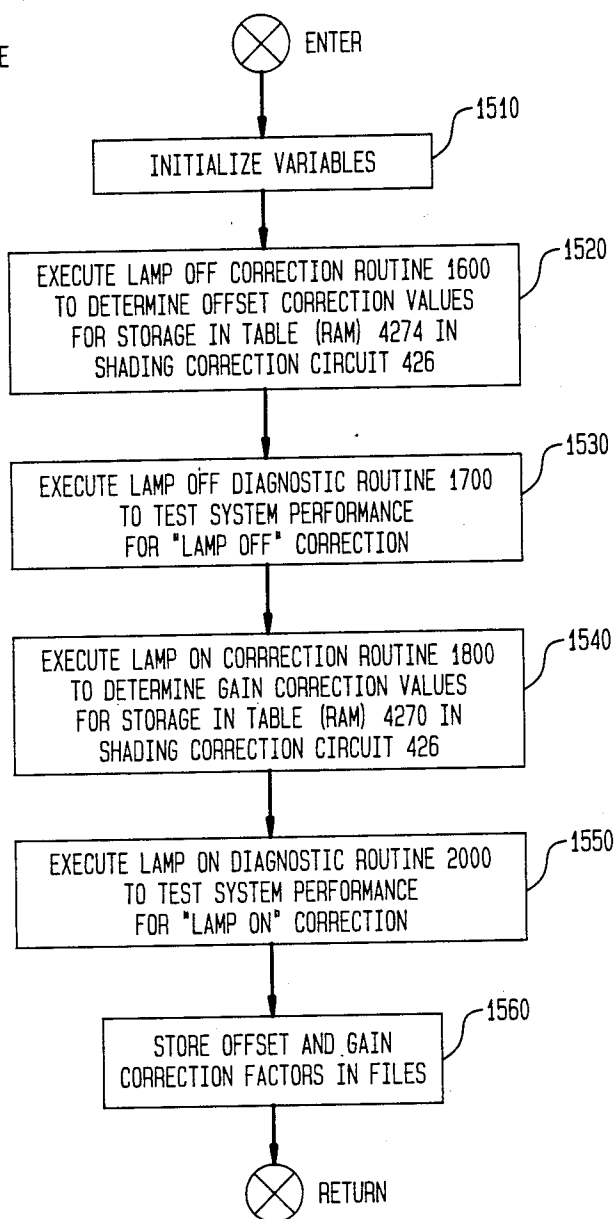 E
ENTER
1510
INITIALIZE VARIABLES
1520
EXECUTE LAMP OFF CORRECTION ROUTINE 1600
TO DETERMINE OFFSET CORRECTION VALUES
FOR STORAGE IN TABLE (RAM) 4274 IN
SHADING CORRECTION CIRCUIT 426
1530
EXECUTE LAMP OFF DIAGNOSTIC ROUTINE 1700
TO TEST SYSTEM PERFORMANCE
FOR "LAMP OFF" CORRECTION
1540
EXECUTE LAMP ON CORRRECTION ROUTINE 1800
TO DETERMINE GAIN CORRECTION VALUES
FOR STORAGE IN TABLE (RAM) 4270 IN
SHADING CORRECTION CIRCUIT 426
1550
EXECUTE LAMP ON DIAGNOSTIC ROUTINE 2000
TO TEST SYSTEM PERFORMANCE
FOR "LAMP ON" CORRECTION
1560
STORE OFFSET AND GAIN
CORRECTION FACTORS IN FILES
RETURN